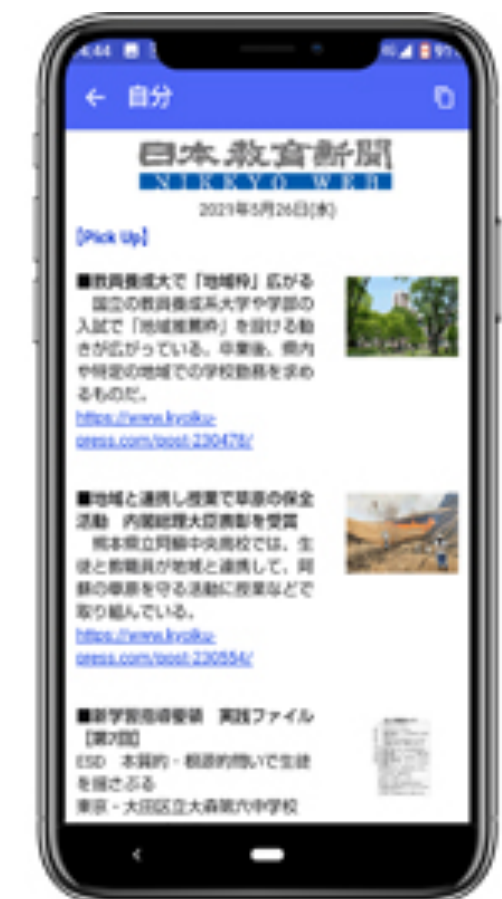 自分
日本教育新聞
NIKKYO WEB
2021年5月26日(水)
[Pick Up]
■教員養成大で「地域枠」広がる
国立の教員養成系大学や学部の
入試で「地域推薦枠」を設ける動
きが広がっている。卒業後、県内
や特定の地域での学校勤務を求め
るものだ。
https://www.kyoiku-
press.com/post-230478/
■地域と連携し授業で草原の保全
活動 内閣総理大臣表彰を受賞
熊本県立阿蘇中央高校では、生
徒と教職員が地域と連携して、阿
蘇の草原を守る活動に授業などで
取り組んでいる。
https://www.kyoiku-
press.com/post-230554/
■新学習指導要領 実践ファイル
【第7回】
ESD 本質的・根源的問いで生徒
を揺さぶる
東京・大田区立大森第六中学校